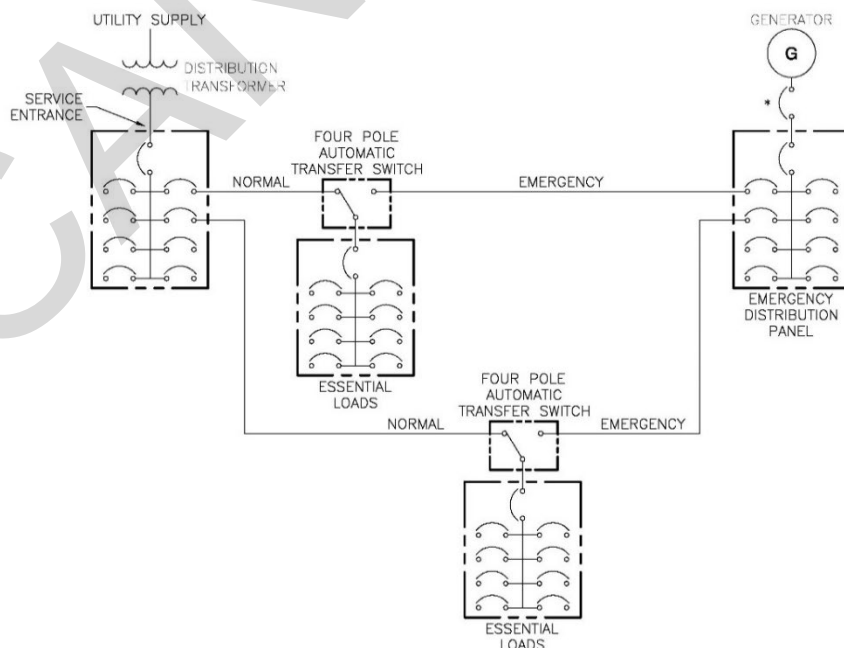 UTILITY SUPPLY
DISTRIBUTION
TRANSFORMER
SERVICE
ENTRANCE
GENERATOR
G
*
FOUR POLE
AUTOMATIC
TRANSFER SWITCH
NORMAL
EMERGENCY
ESSENTIAL
LOADS
EMERGENCY
DISTRIBUTION
PANEL
FOUR POLE
AUTOMATIC
TRANSFER SWITCH
NORMAL
EMERGENCY
ESSENTIAL
LOADS